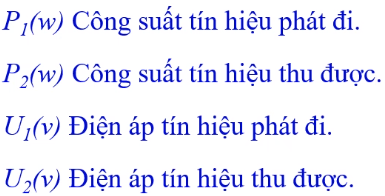 P₁(w) Công suất tín hiệu phát đi.
P₂(w) Công suất tín hiệu thu được.
U₁(v) Điện áp tín hiệu phát đi.
U₂(v) Điện áp tín hiệu thu được.